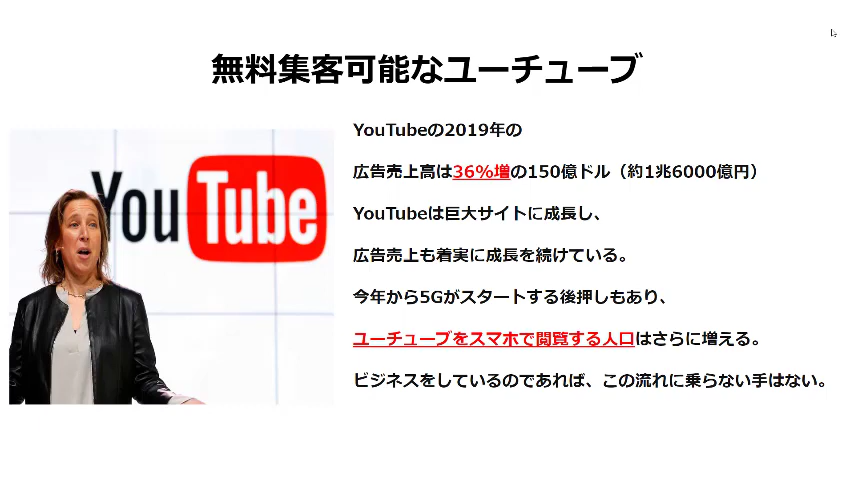 無料集客可能なユーチューブ
YouTube
YouTubeの2019年の
広告売上高は36%増の150億ドル（約1兆6000億円）
YouTubeは巨大サイトに成長し、
広告売上も着実に成長を続けている。
今年から5Gがスタートする後押しもあり、
ユーチューブをスマホで閲覧する人口はさらに増える。
ビジネスをしているのであれば、この流れに乗らない手はない。